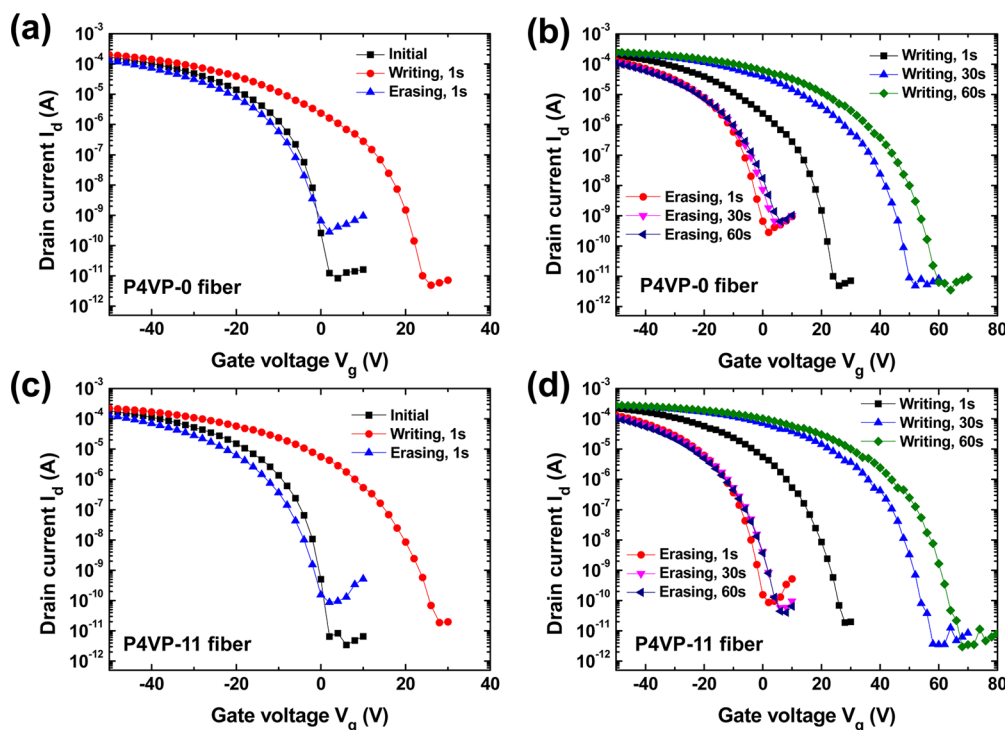 (a)
Drain current I_d (A)
10^-3
10^-4
10^-5
10^-6
10^-7
10^-8
10^-9
10^-10
10^-11
10^-12
Initial
Writing, 1s
Erasing, 1s
P4VP-0 fiber
-40 -20 0 20 40
Gate voltage V_g (V)
(b)
Drain current I_d (A)
10^-3
10^-4
10^-5
10^-6
10^-7
10^-8
10^-9
10^-10
10^-11
10^-12
Writing, 1s
Writing, 30s
Writing, 60s
Erasing, 1s
Erasing, 30s
Erasing, 60s
P4VP-0 fiber
-40 -20 0 20 40 60 80
Gate voltage V_g (V)
(c)
Drain current I_d (A)
10^-3
10^-4
10^-5
10^-6
10^-7
10^-8
10^-9
10^-10
10^-11
10^-12
Initial
Writing, 1s
Erasing, 1s
P4VP-11 fiber
-40 -20 0 20 40
Gate voltage V_g (V)
(d)
Drain current I_d (A)
10^-3
10^-4
10^-5
10^-6
10^-7
10^-8
10^-9
10^-10
10^-11
10^-12
Writing, 1s
Writing, 30s
Writing, 60s
Erasing, 1s
Erasing, 30s
Erasing, 60s
P4VP-11 fiber
-40 -20 0 20 40 60 80
Gate voltage V_g (V)